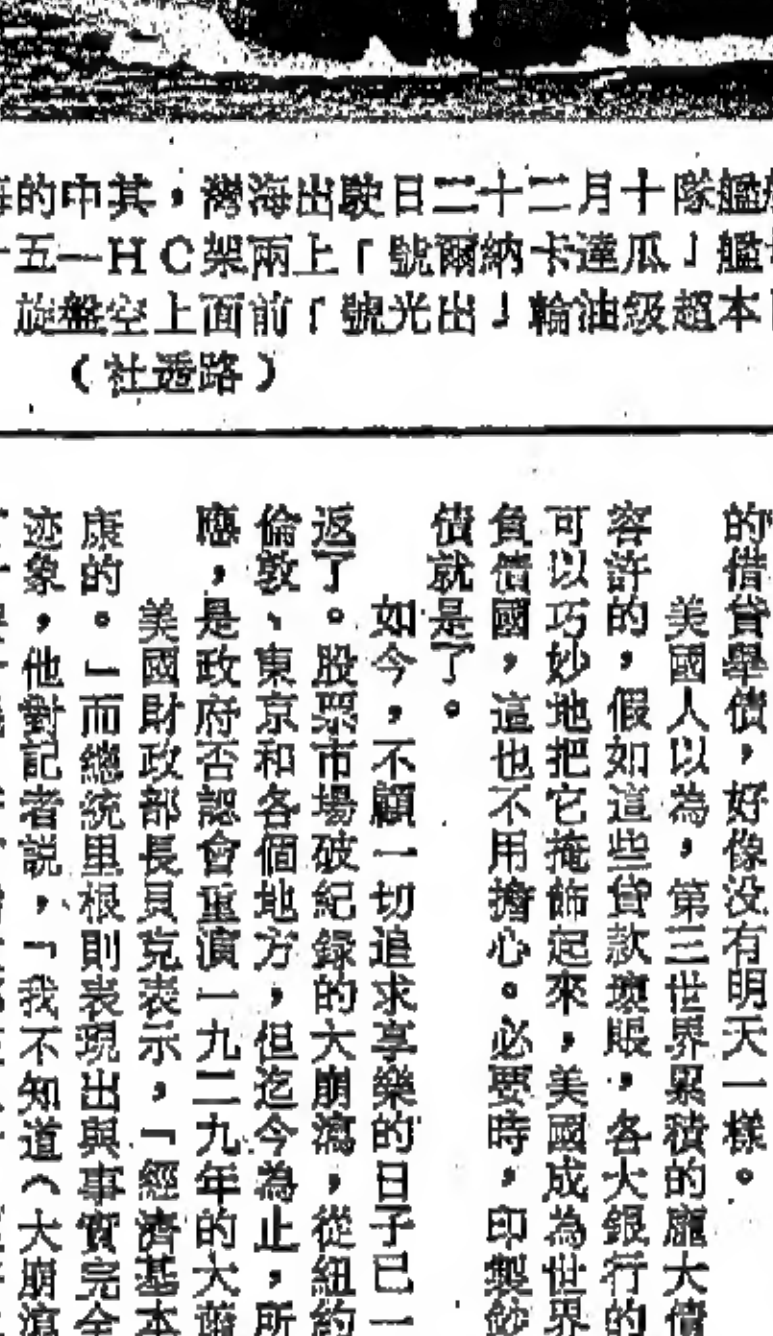 艦隊十月二十二日駛出海灣，其中的
艦「瓜達卡納爾號」上兩架CH—五
本超級油輪「出光號」前面上空盤旋
（路透社）
的借貸舉債，好像没有明天一樣。
美國人以為，第三世界累積的龐大債
容許的，假如這些貸款壞賬，各大銀行的
可以巧妙地把它掩飾起來，美國成為世界
負債國，這也不用擔心。必要時，印製鈔
債就是了。
如今，不顧一切追求享樂的日子已一
返了。股票市場破紀錄的大崩瀉，從紐約
倫敦、東京和各個地方，但迄今為止，所
應，是政府否認會重演一九二九年的大蕭
美國財政部長貝克表示，「經濟基本
康的。」而總統里根則表現出與事實完全
迹象，他對記者説，「我不知道（大崩瀉